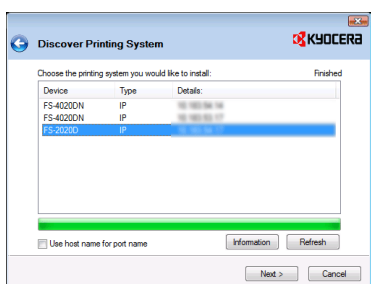 Discover Printing System
KYOCERA
Choose the printing system you would like to install:
Finished
Device Type Details:
FS-4020DN IP
FS-4020DN IP
FS-2020D IP
Use host name for port name
Information
Refresh
Next >
Cancel